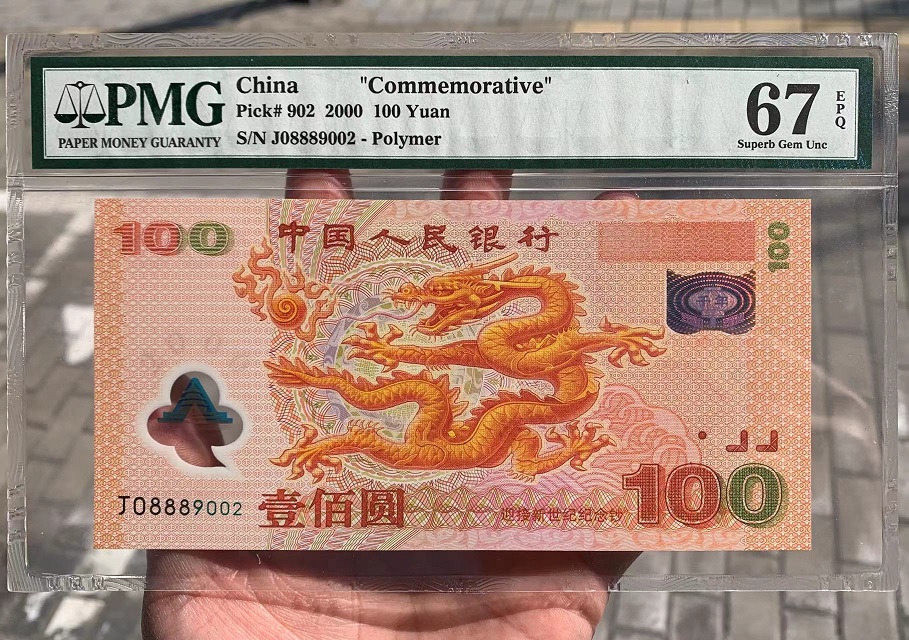 PMG
PAPER MONEY GUARANTY
China "Commemorative"
Pick# 902 2000 100 Yuan
S/N J08889002 - Polymer
67
EPQ
Superb Gem Unc
100
中国人民银行
100
千年
J08889002
壹佰圆
迎接新世纪纪念钞
100